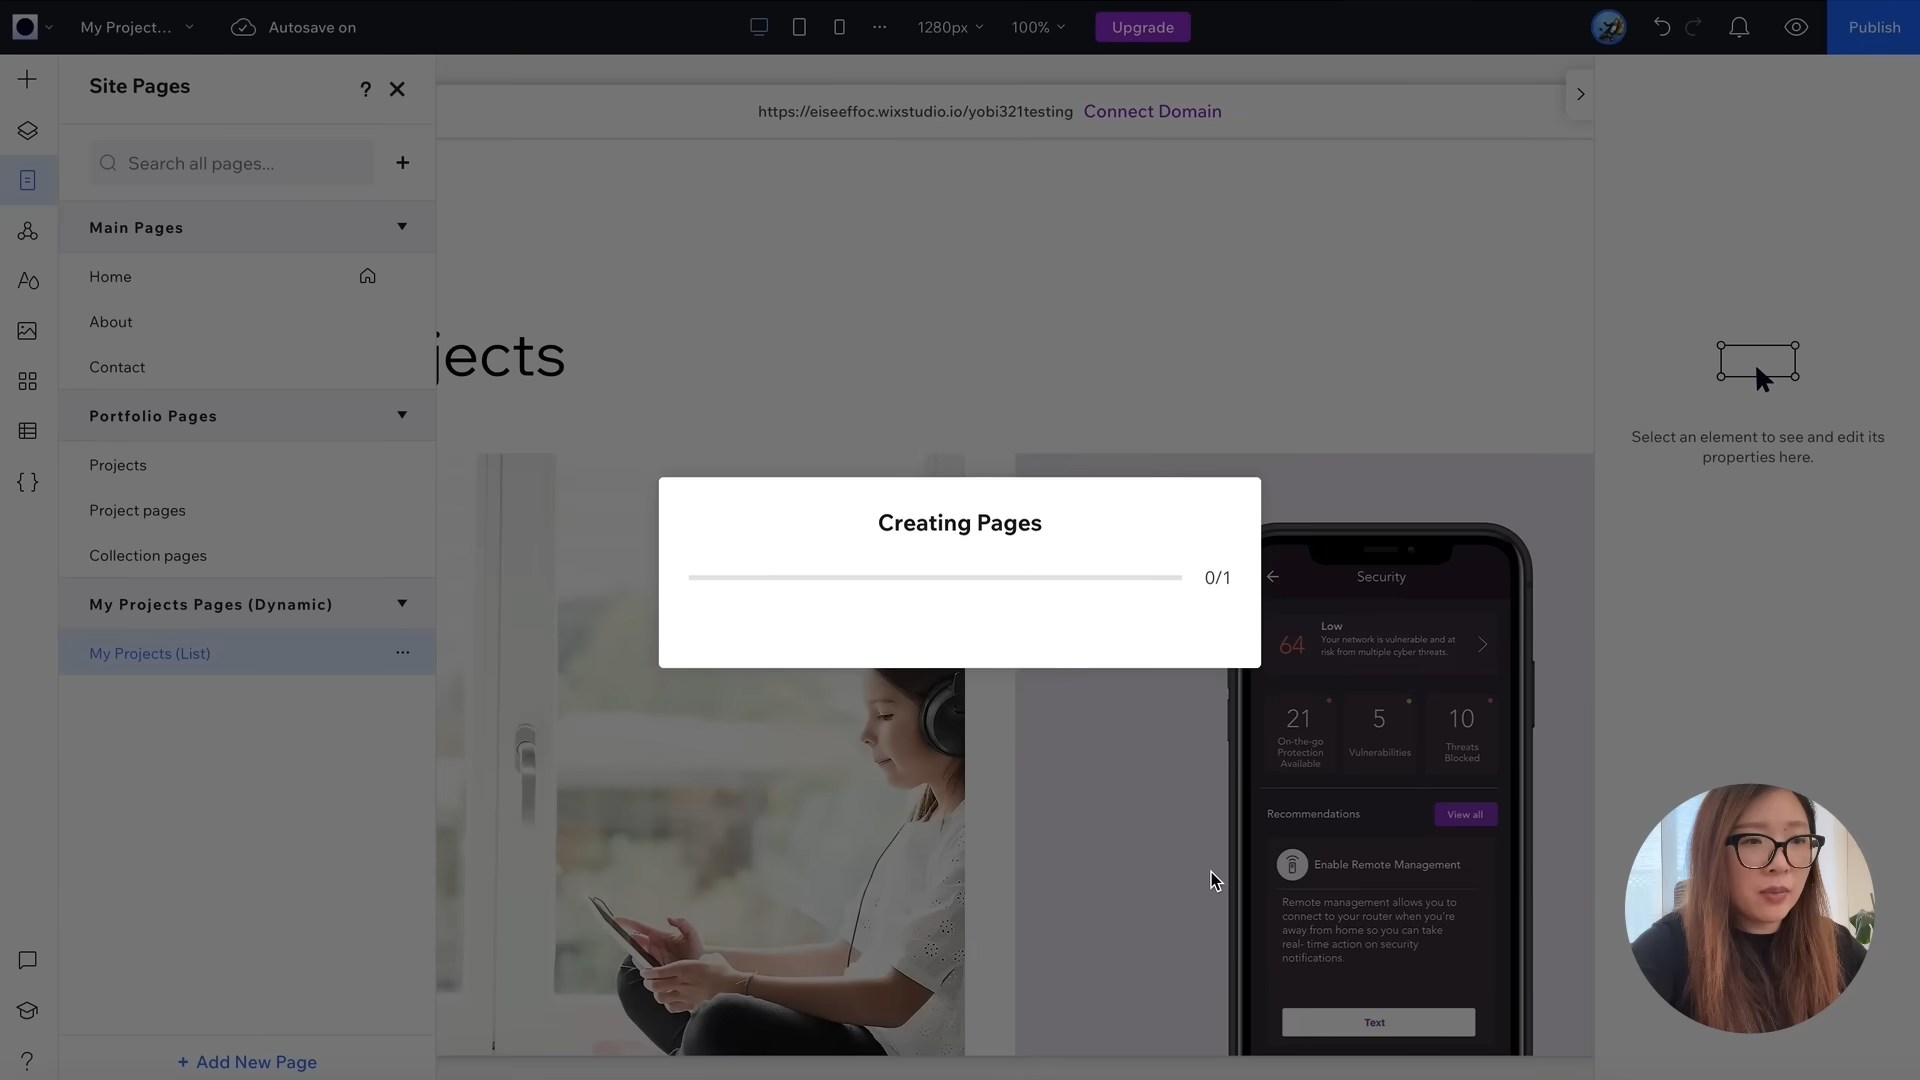 My Project...
Autosave on
1280px
100%
Upgrade
Publish
Site Pages
?
https://eiseeffoc.wixstudio.io/yobi321testing Connect Domain
Search all pages...
+
Main Pages
Home
About
Contact
Portfolio Pages
Projects
Project pages
Collection pages
My Projects Pages (Dynamic)
My Projects (List)
+ Add New Page
jects
Creating Pages
0/1
Security
64
Low
Your network is vulnerable and at
risk from multiple cyber threats.
21
On-the-go
Protection
Available
5
Vulnerabilities
10
Threats
Blocked
Recommendations
View all
Enable Remote Management
Remote management allows you to
connect to your router when you're
away from home so you can take
real- time action on security
notifications.
Text
Select an element to see and edit its
properties here.